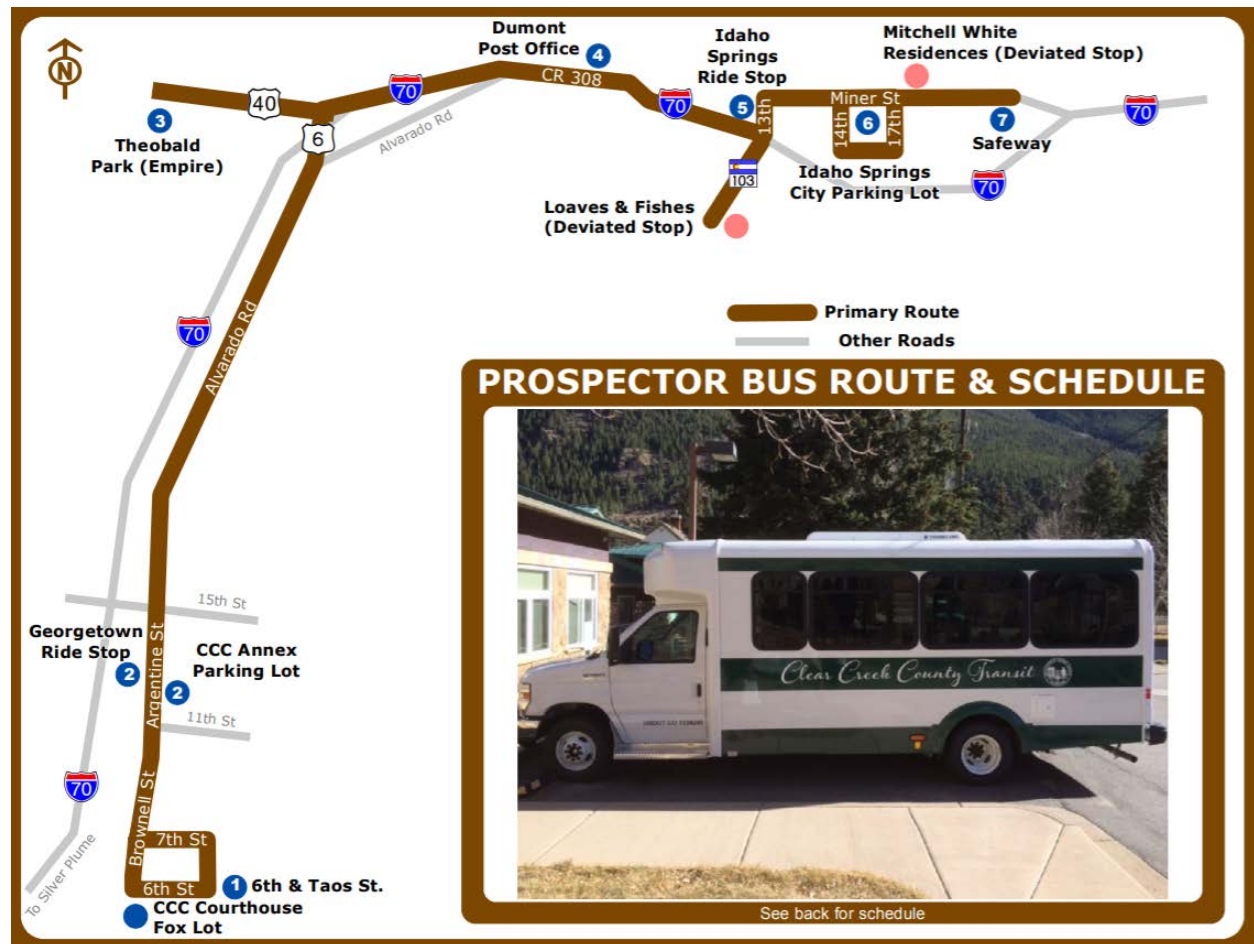 N
Dumont
Post Office
4
CR 308
Idaho
Springs
Ride Stop
5
Mitchell White
Residences (Deviated Stop)
70
40
6
Alvarado Rd
3
Theobald
Park (Empire)
70
13th
Miner St
14th
6
17th
7
Safeway
70
Idaho Springs
City Parking Lot
70
103
Loaves & Fishes
(Deviated Stop)
Primary Route
Other Roads
70
Alvarado Rd
PROSPECTOR BUS ROUTE & SCHEDULE
Clear Creek County Transit
See back for schedule
15th St
Georgetown
Ride Stop
2
Argentine St
CCC Annex
Parking Lot
2
11th St
70
Brownell St
To Silver Plume
7th St
6th St
1 6th & Taos St.
CCC Courthouse
Fox Lot